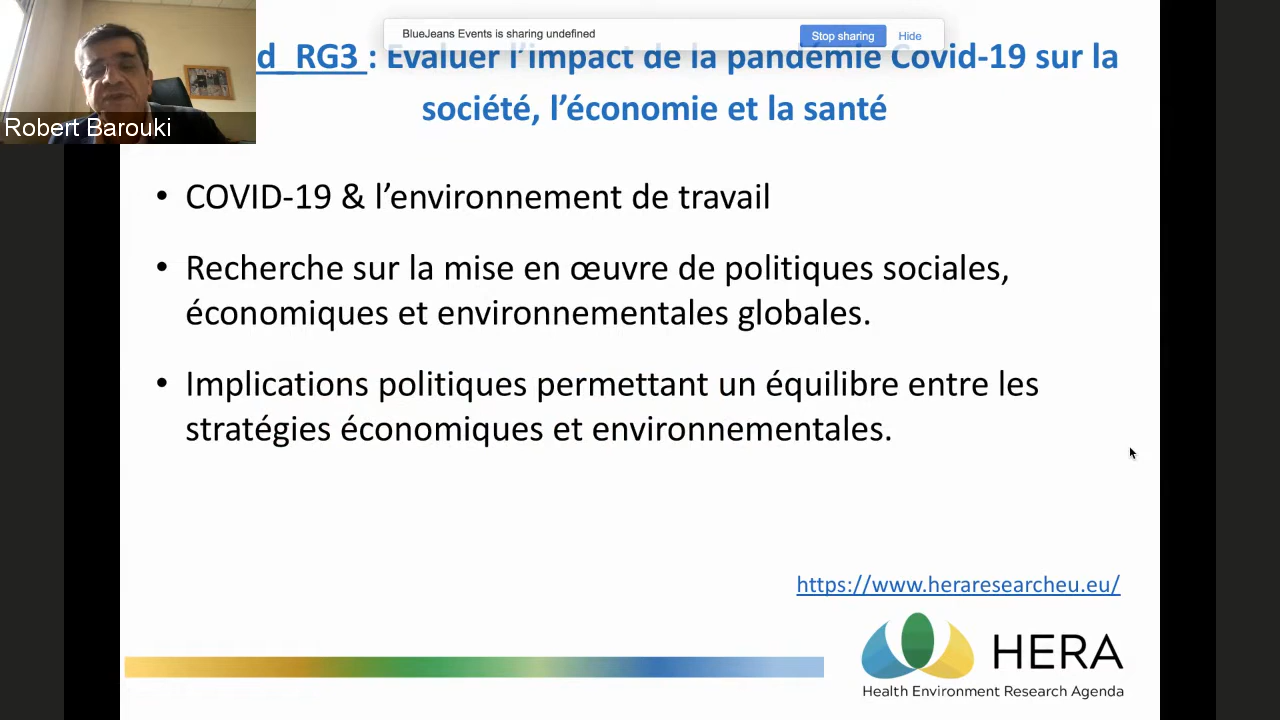 BlueJeans Events is sharing undefined
Stop sharing
Hide
Robert Barouki
d_RG3 : Evaluer l’impact de la pandémie Covid-19 sur la
société, l’économie et la santé
• COVID-19 & l’environnement de travail
• Recherche sur la mise en œuvre de politiques sociales,
économiques et environnementales globales.
• Implications politiques permettant un équilibre entre les
stratégies économiques et environnementales.
https://www.heraresearcheu.eu/
HERA
Health Environment Research Agenda